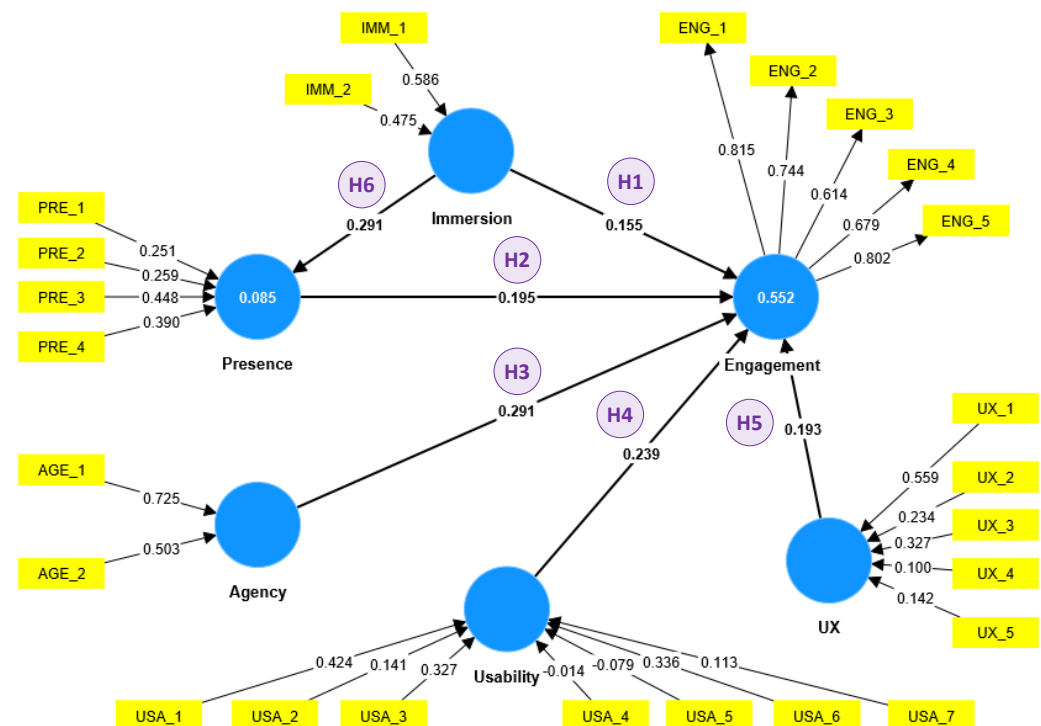 IMM_1
ENG_1
ENG_2
IMM_2
0.586
0.475
ENG_3
0.815
0.744
0.614
ENG_4
0.679
ENG_5
0.802
H6
H1
Immersion
0.291
0.155
PRE_1
0.251
PRE_2
0.259
PRE_3
0.448
PRE_4
0.390
0.085
Presence
H2
0.195
0.552
Engagement
H3
0.291
H4
0.239
H5
0.193
UX_1
0.559
UX_2
0.234
UX_3
0.327
UX_4
0.100
UX_5
0.142
UX
AGE_1
0.725
AGE_2
0.503
Agency
Usability
0.424
0.141
0.327
-0.014
-0.079
0.336
0.113
USA_1
USA_2
USA_3
USA_4
USA_5
USA_6
USA_7